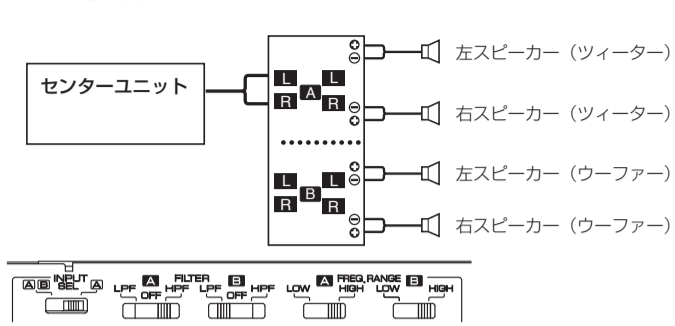 ⊕
⊖
左スピーカー(ツィーター)
センターユニット
L L
A
R R
⊖
⊕
右スピーカー(ツィーター)
⊕
⊖
左スピーカー(ウーファー)
L L
B
R R
⊖
⊕
右スピーカー(ウーファー)
A B INPUT SEL A
A FILTER B
LPF OFF HPF LPF OFF HPF
A FREQ. RANGE B
LOW HIGH LOW HIGH